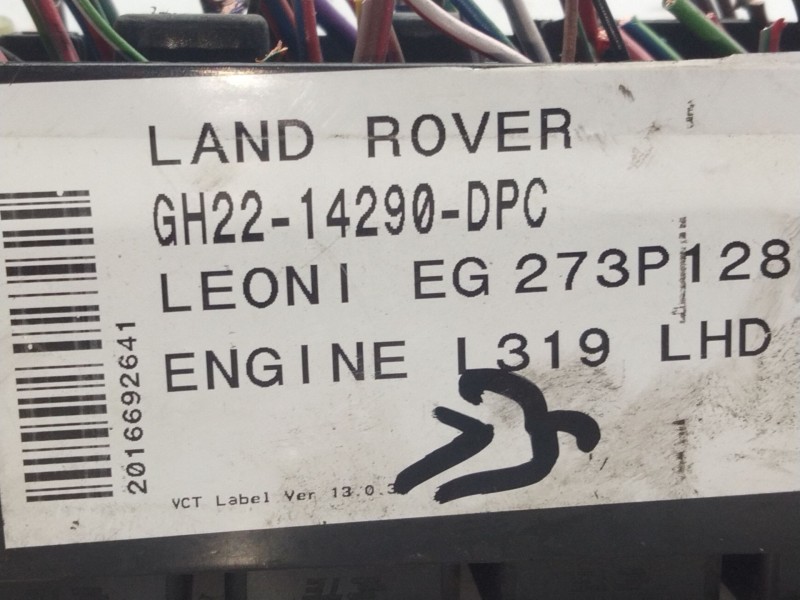 LAND ROVER
GH22-14290-DPC
LEONI EG 273P128
ENGINE L319 LHD
2016692641
VCT Label Ver 13.0.3